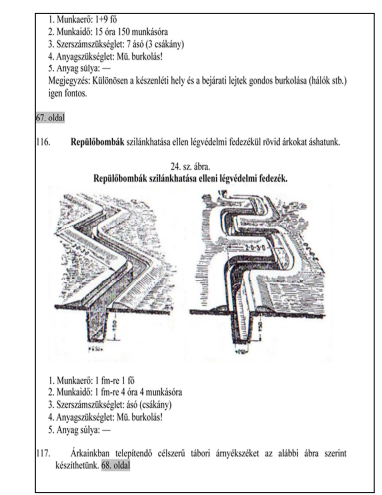 1. Munkaerő: 1+9 fő
2. Munkaidő: 15 óra 150 munkásóra
3. Szerszámszükséglet: 7 ásó (3 csákány)
4. Anyagszükséglet: Mű. burkolás!
5. Anyag súlya: —
Megjegyzés: Különösen a készenléti hely és a bejárati lejtek gondos burkolása (hálók stb.)
igen fontos.
67. oldal
116. Repülőbombák szilánkhatása ellen légvédelmi fedezékül rövid árkokat áshatunk.
24. sz. ábra.
Repülőbombák szilánkhatása elleni légvédelmi fedezék.
1. Munkaerő: 1 fm-re 1 fő
2. Munkaidő: 1 fm-re 4 óra 4 munkásóra
3. Szerszámszükséglet: ásó (csákány)
4. Anyagszükséglet: Mű. burkolás!
5. Anyag súlya: —
117. Árkainkban telepítendő célszerű tábori árnyékszéket az alábbi ábra szerint
készíthetünk. 68. oldal